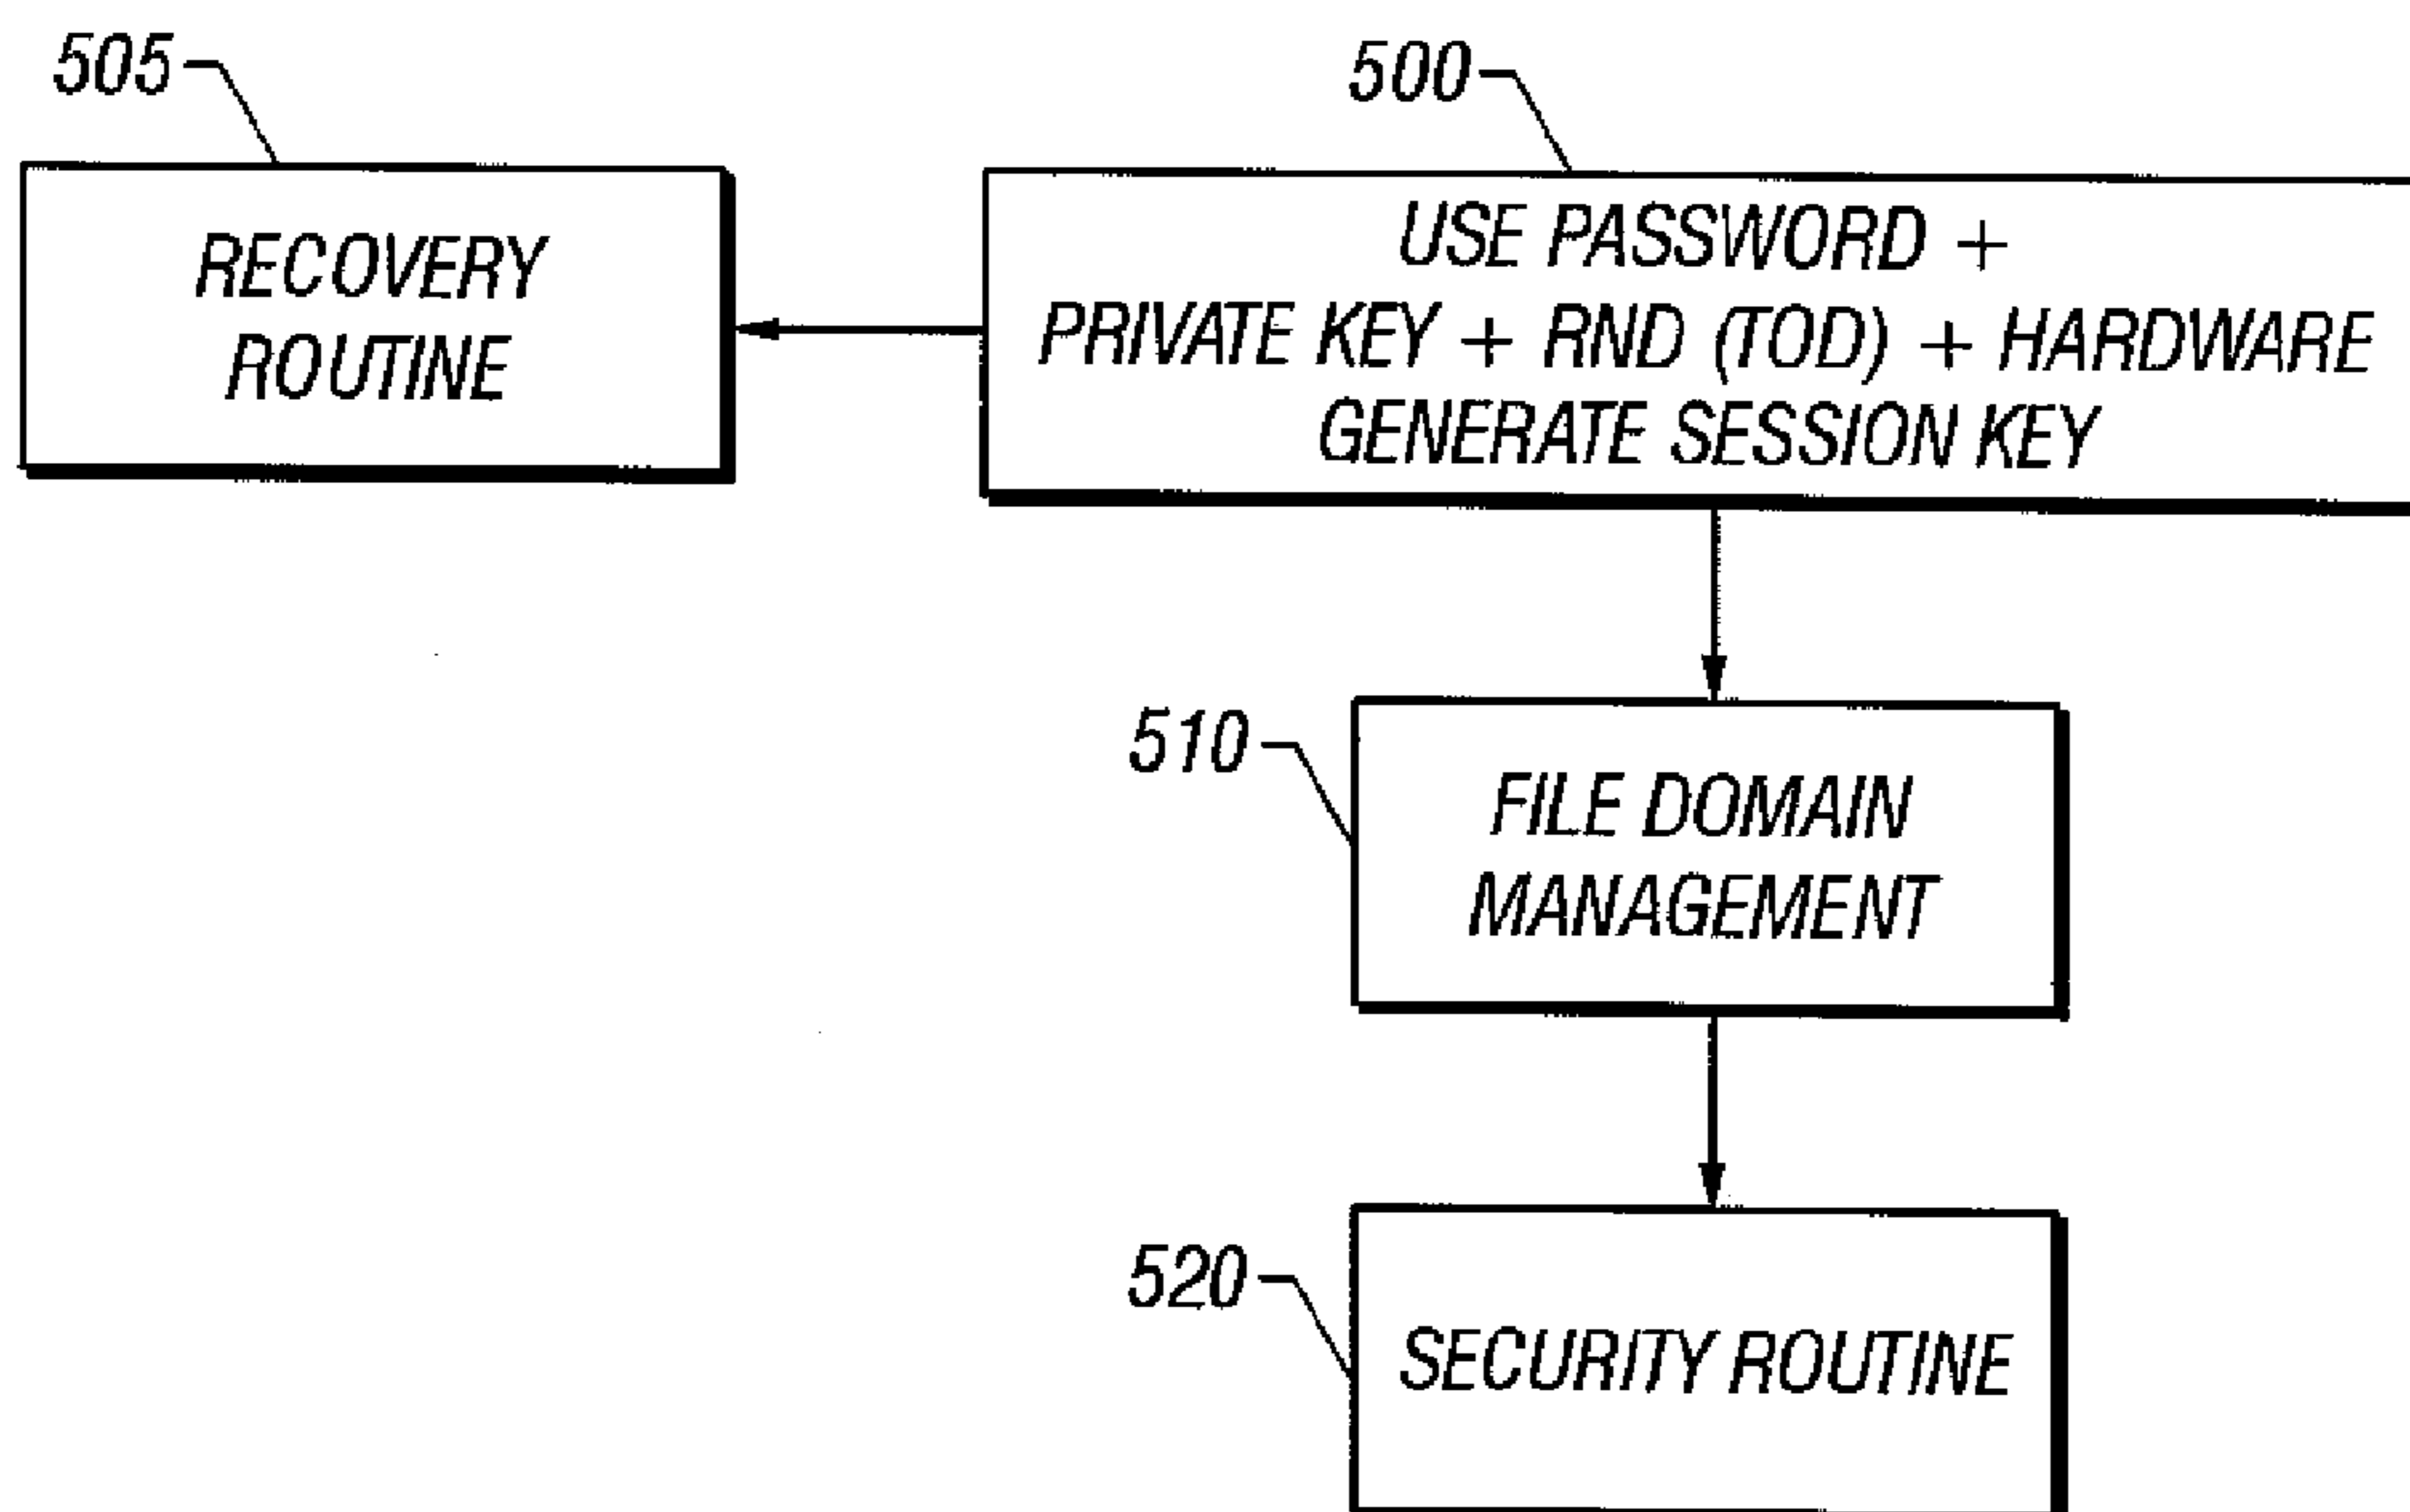 505
500
RECOVERY
ROUTINE
USE PASSWORD +
PRIVATE KEY + RND (TOD) + HARDWARE
GENERATE SESSION KEY
510
FILE DOMAIN
MANAGEMENT
520
SECURITY ROUTINE